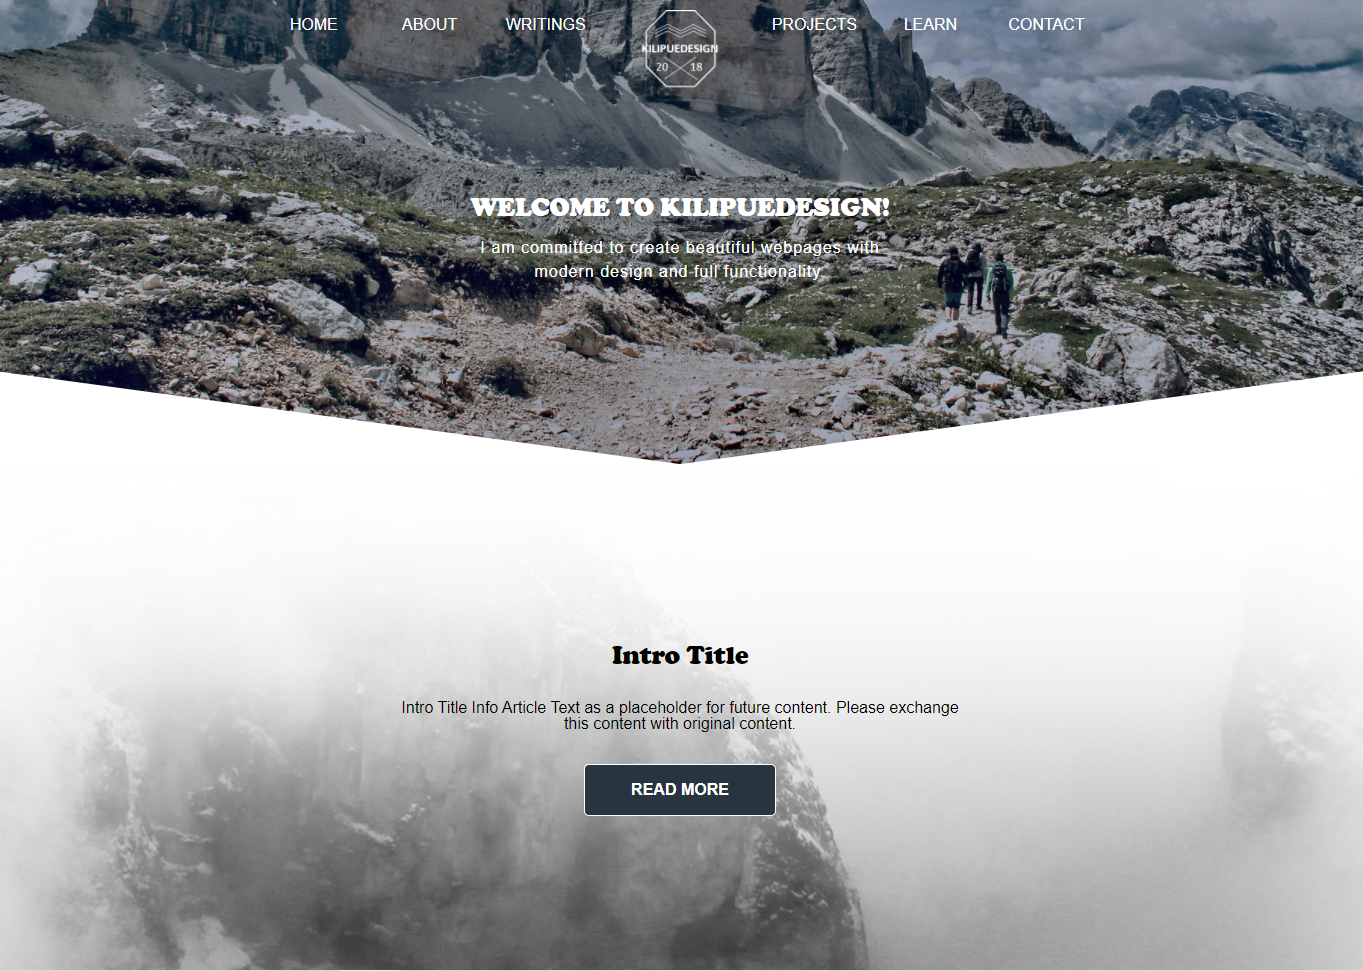 HOME ABOUT WRITINGS PROJECTS LEARN CONTACT
KILIPUEDESIGN
20 18
WELCOME TO KILIPUEDESIGN!
I am committed to create beautiful webpages with
modern design and full functionality.
Intro Title
Intro Title Info Article Text as a placeholder for future content. Please exchange
this content with original content.
READ MORE